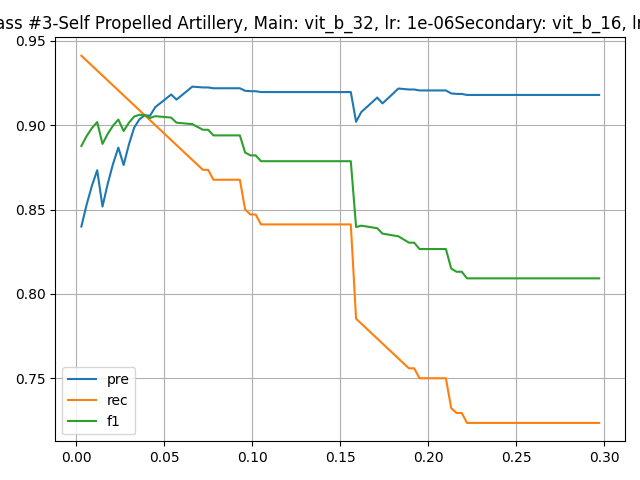 ass #3-Self Propelled Artillery, Main: vit_b_32, lr: 1e-06Secondary: vit_b_16, lr
0.95
0.90
0.85
0.80
0.75
pre
rec
f1
0.00 0.05 0.10 0.15 0.20 0.25 0.30